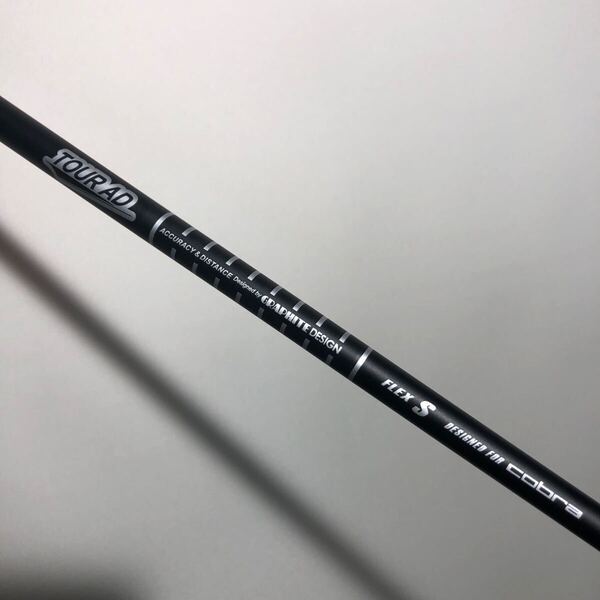 TOUR AD
ACCURACY & DISTANCE Designed by GRAPHITE DESIGN
FLEX S DESIGNED FOR cobra